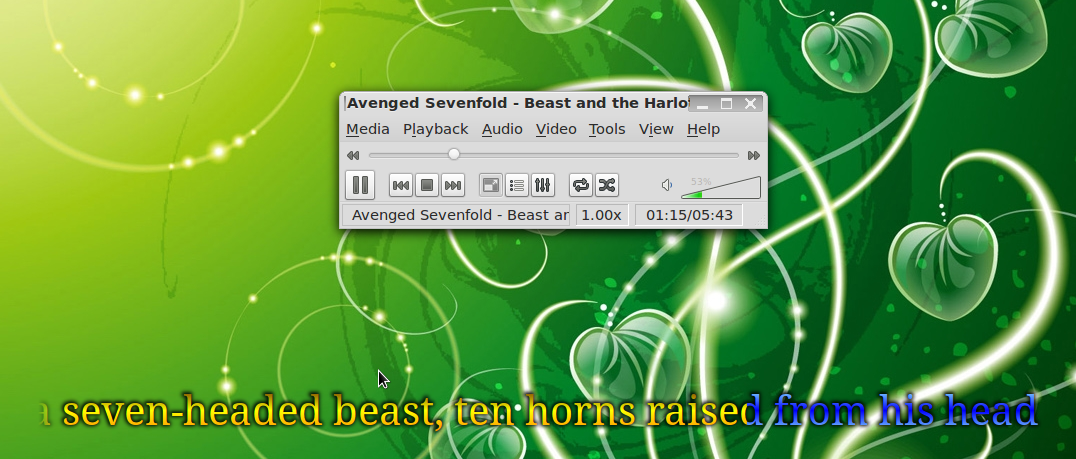 Avenged Sevenfold - Beast and the Harlo
Media Playback Audio Video Tools View Help
53%
Avenged Sevenfold - Beast ar
1.00x
01:15/05:43
a seven-headed beast, ten horns raised from his head